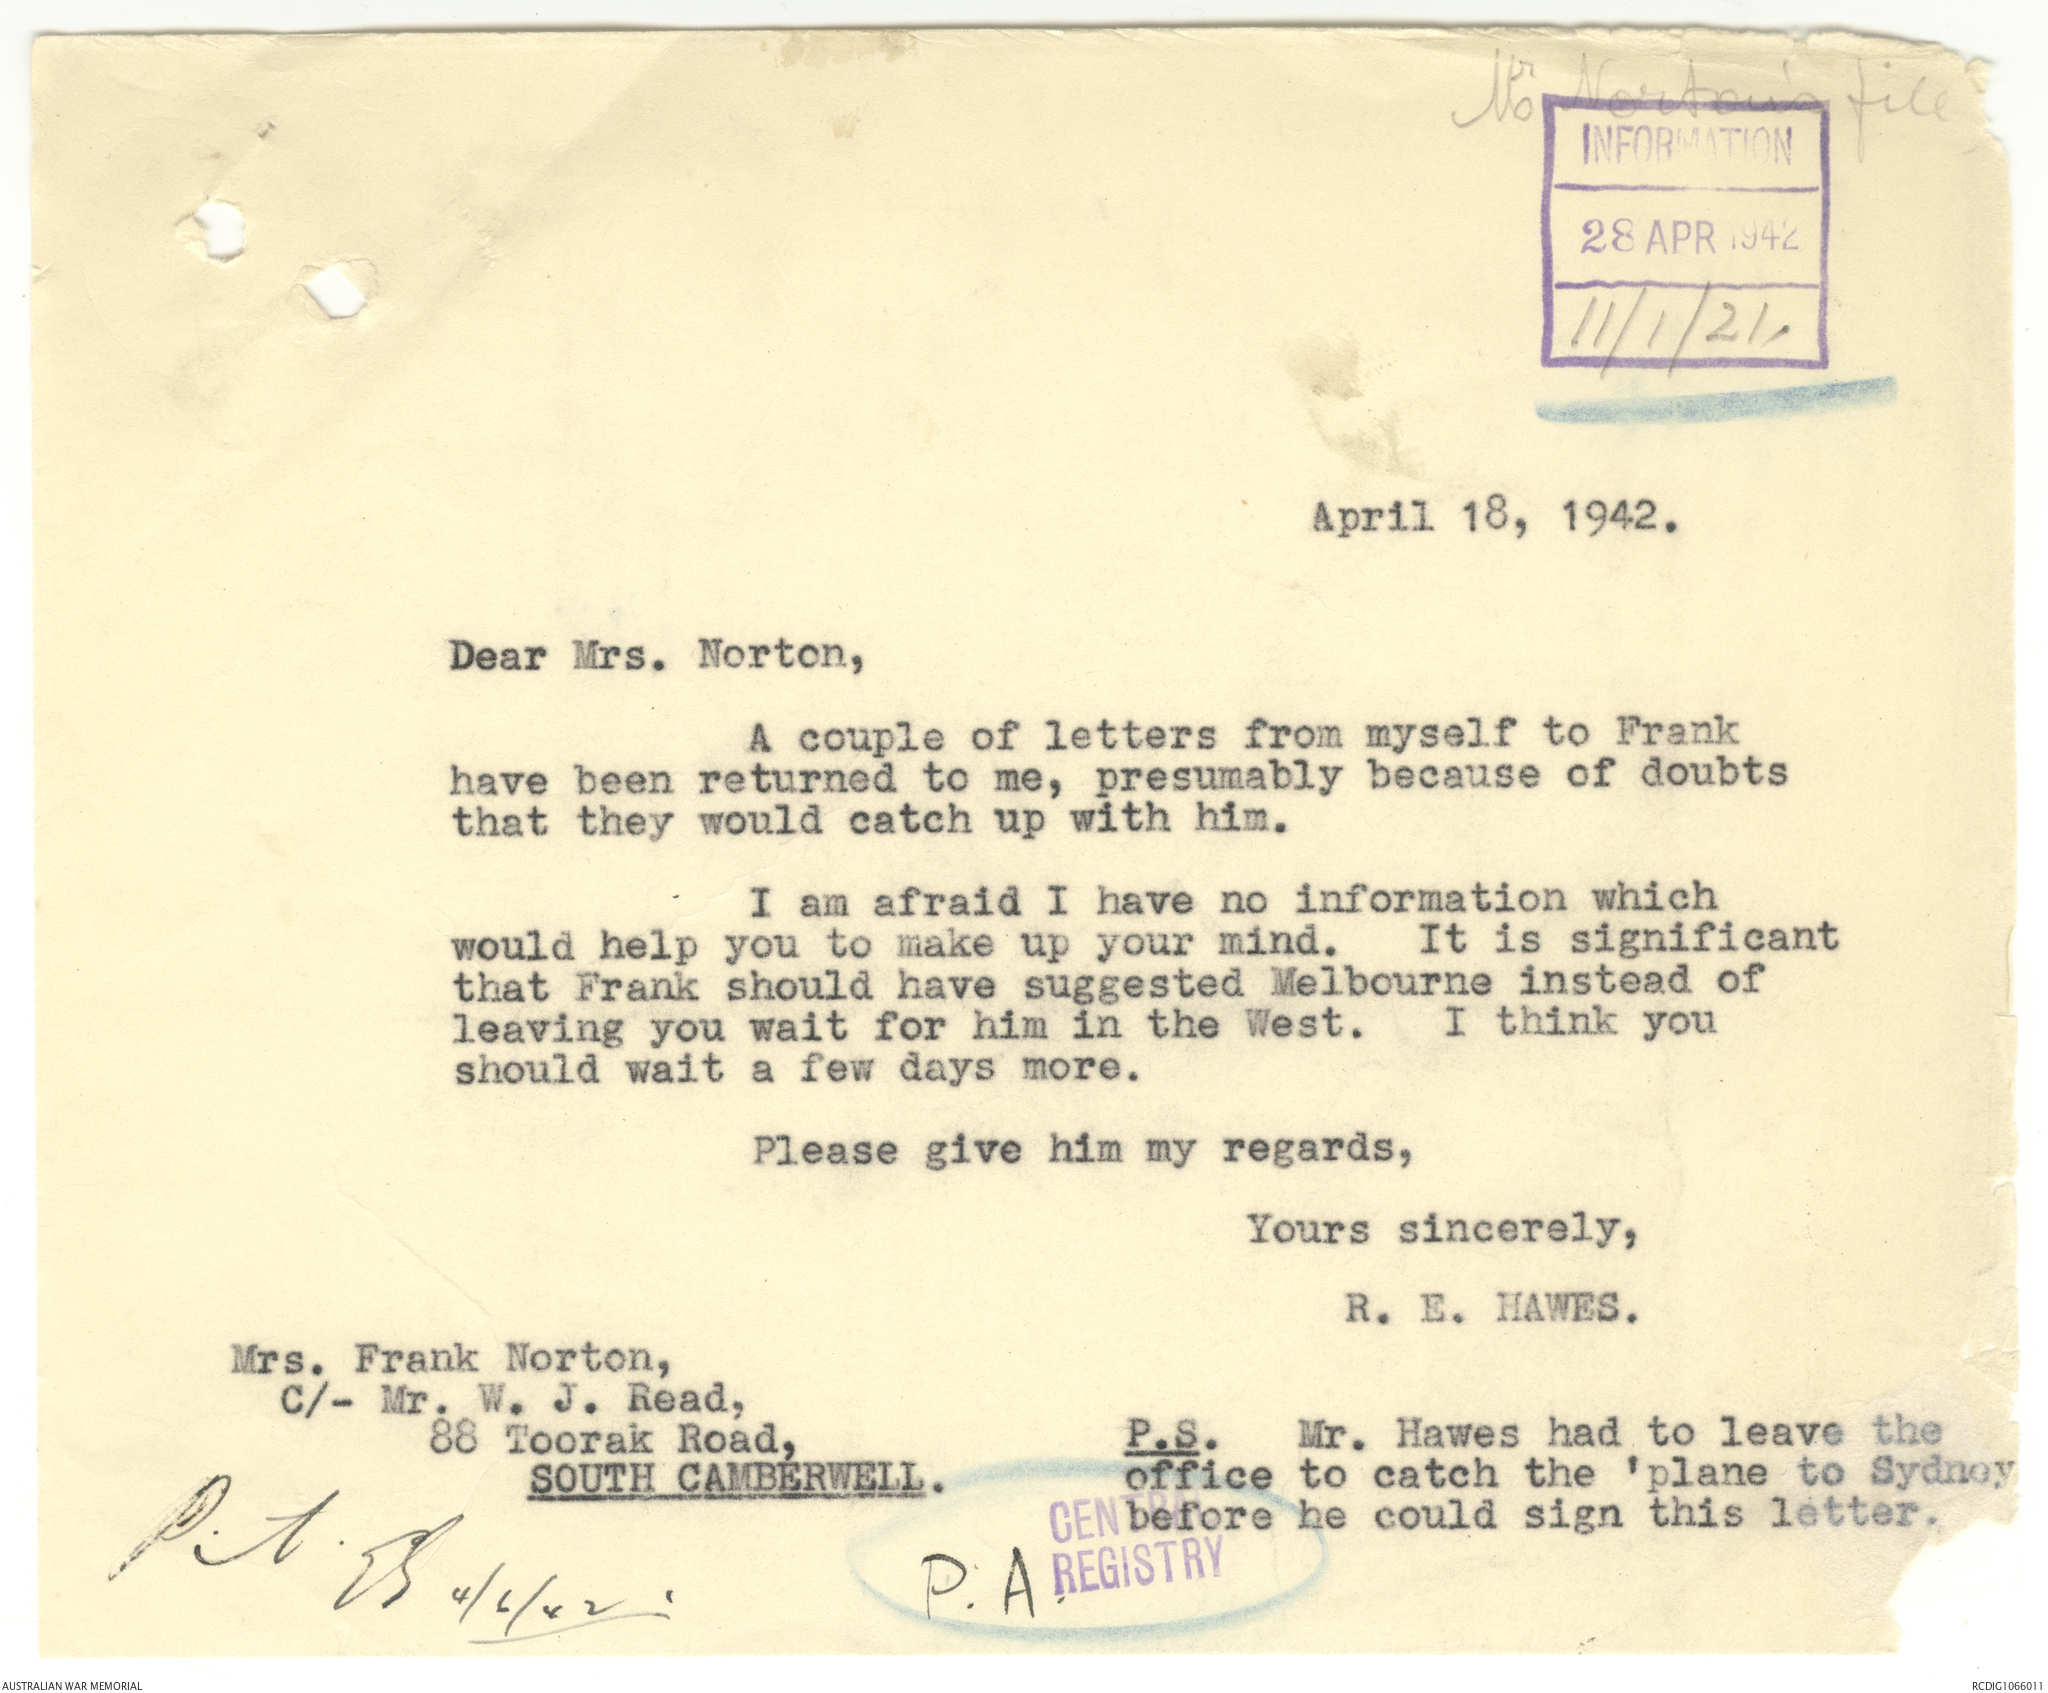 Mr Norton's file
INFORMATION
28 APR 1942
11/1/21.
April 18, 1942.
Dear Mrs. Norton,
A couple of letters from myself to Frank
have been returned to me, presumably because of doubts
that they would catch up with him.
I am afraid I have no information which
would help you to make up your mind. It is significant
that Frank should have suggested Melbourne instead of
leaving you wait for him in the West. I think you
should wait a few days more.
Please give him my regards,
Yours sincerely,
R. E. HAWES.
Mrs. Frank Norton,
C/- Mr. W. J. Read,
88 Toorak Road,
SOUTH CAMBERWELL.
P.S. Mr. Hawes had to leave the
office to catch the 'plane to Sydney
before he could sign this letter.
CENTRAL
REGISTRY
P. A.
4/6/42
AUSTRALIAN WAR MEMORIAL
RCDIG1066011